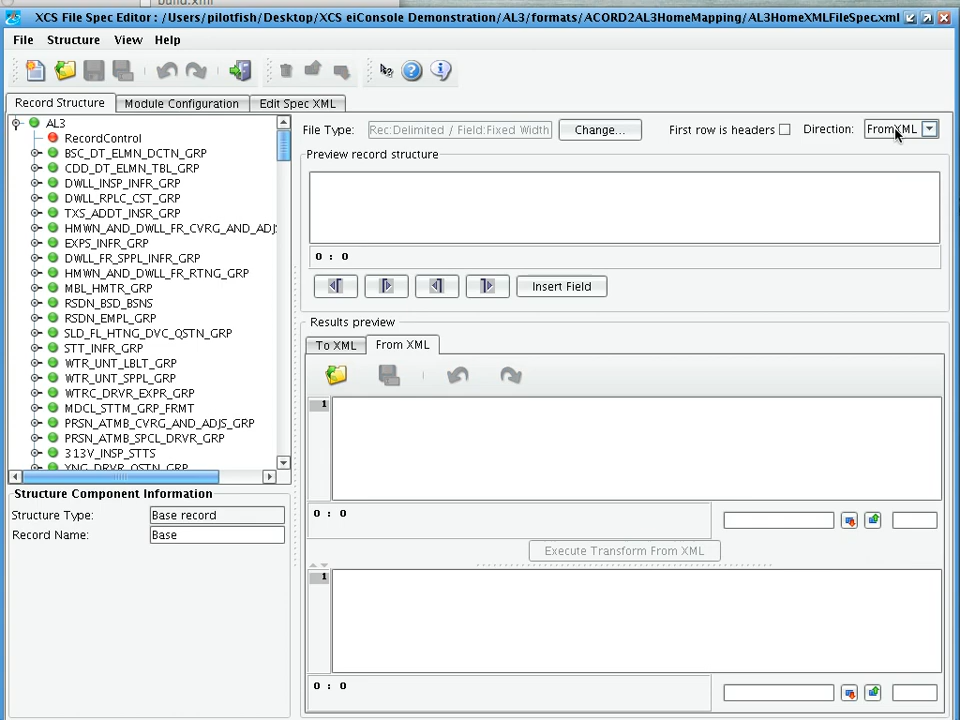 build.xml
XCS File Spec Editor : /Users/pilotfish/Desktop/XCS eiConsole Demonstration/AL3/formats/ACORD2AL3HomeMapping/AL3HomeXMLFileSpec.xml
File Structure View Help
Record Structure Module Configuration Edit Spec XML
AL3
RecordControl
BSC_DT_ELMN_DCTN_GRP
CDD_DT_ELMN_TBL_GRP
DWLL_INSP_INFR_GRP
DWLL_RPLC_CST_GRP
TXS_ADDT_INSR_GRP
HMWN_AND_DWLL_FR_CVRG_AND_ADJS
EXPS_INFR_GRP
DWLL_FR_SPPL_INFR_GRP
HMWN_AND_DWLL_FR_RTNG_GRP
MBL_HMTR_GRP
RSDN_BSD_BSNS
RSDN_EMPL_GRP
SLD_FL_HTNG_DVC_QSTN_GRP
STT_INFR_GRP
WTR_UNT_LBLT_GRP
WTR_UNT_SPPL_GRP
WTRC_DRVR_EXPR_GRP
MDCL_STTM_GRP_FRMT
PRSN_ATMB_CVRG_AND_ADJS_GRP
PRSN_ATMB_SPCL_DRVR_GRP
313V_INSP_STTS
YNG_DRVR_QSTN_GRP
Structure Component Information
Structure Type: Base record
Record Name: Base
File Type: Rec:Delimited / Field:Fixed Width Change... First row is headers Direction: FromXML
Preview record structure
0 : 0
Insert Field
Results preview
To XML From XML
1
0 : 0
Execute Transform From XML
1
0 : 0